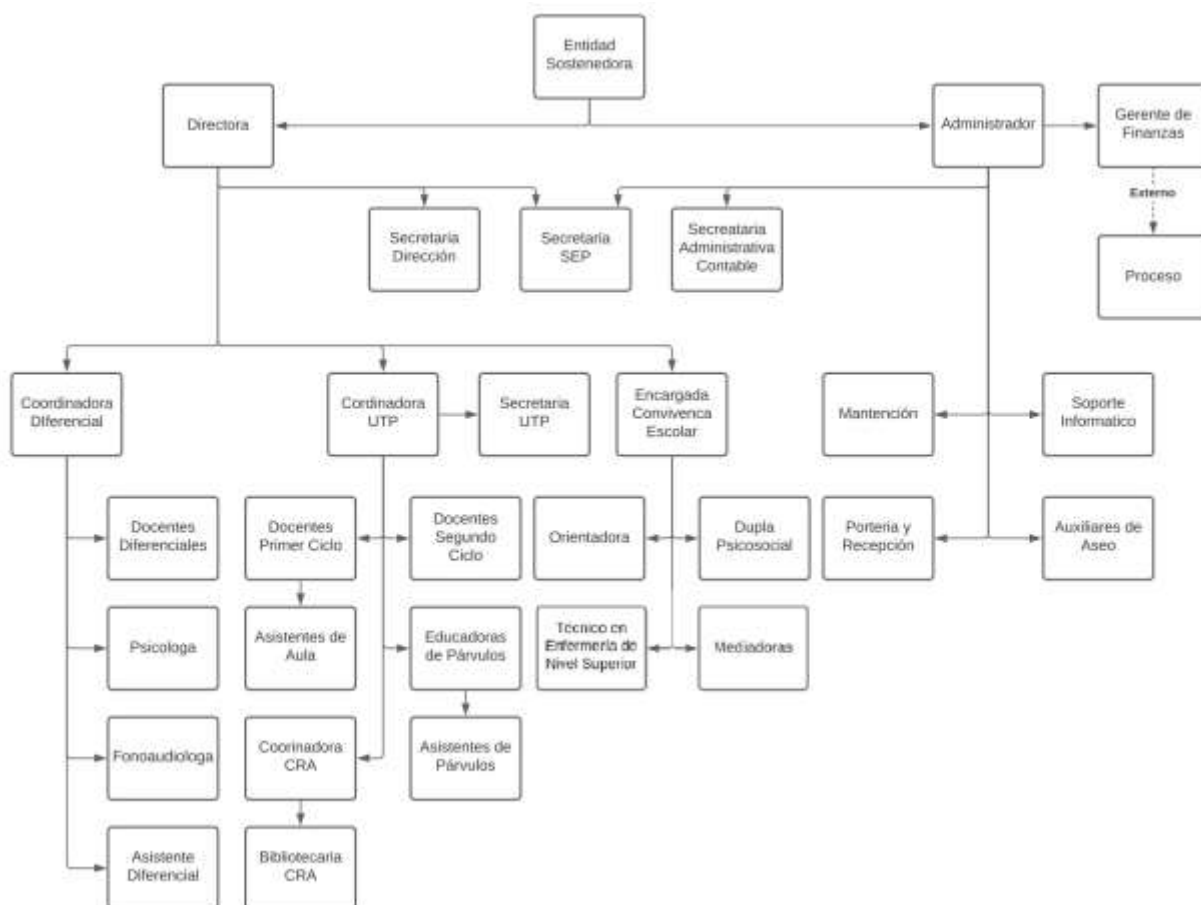 Entidad
Sostenedora
Directora
Administrador
Gerente de
Finanzas
Externo
Secretaria
Dirección
Secretaría
SEP
Secreataria
Administrativa
Contable
Proceso
Coordinadora
DIferencial
Cordinadora
UTP
Secretaria
UTP
Encargada
Convivenca
Escolar
Mantención
Soporte
Informatico
Docentes
Diferenciales
Docentes
Primer Ciclo
Docentes
Segundo
Ciclo
Orientadora
Dupla
Psicosocial
Porteria y
Recepción
Auxiliares de
Aseo
Psicologa
Asistentes de
Aula
Educadoras
de Párvulos
Técnico en
Enfermería de
Nivel Superior
Mediadoras
Fonoaudiologa
Coorinadora
CRA
Asistentes de
Párvulos
Asistente
Diferencial
Bibliotecaria
CRA